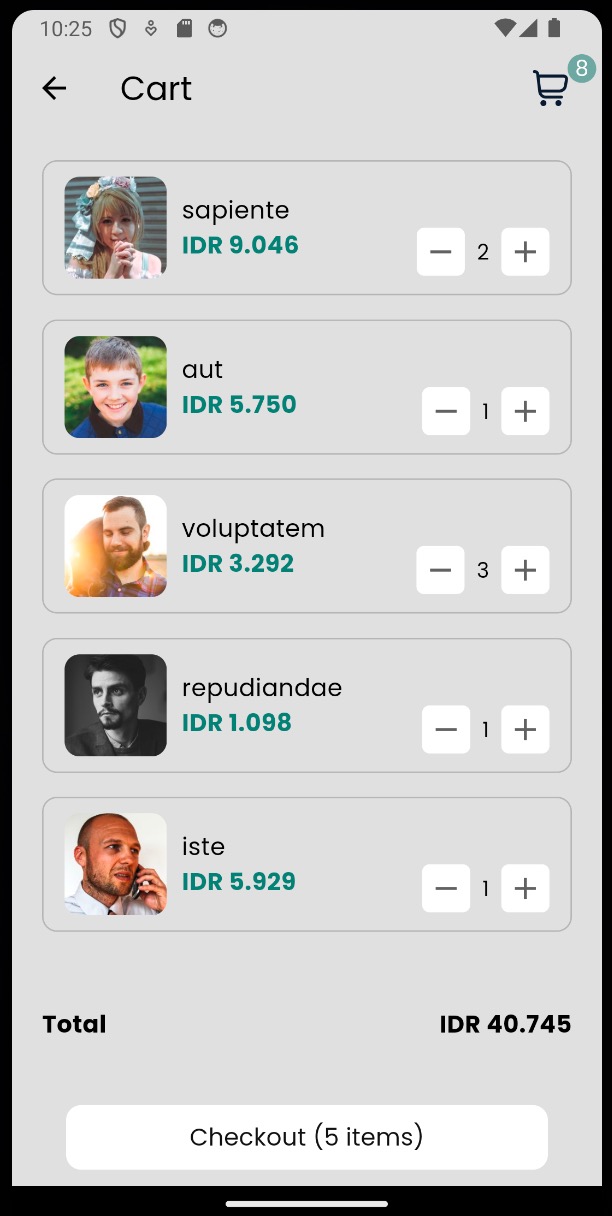 10:25
Cart
8
sapiente
IDR 9.046
2
aut
IDR 5.750
1
voluptatem
IDR 3.292
3
repudiandae
IDR 1.098
1
iste
IDR 5.929
1
Total IDR 40.745
Checkout (5 items)